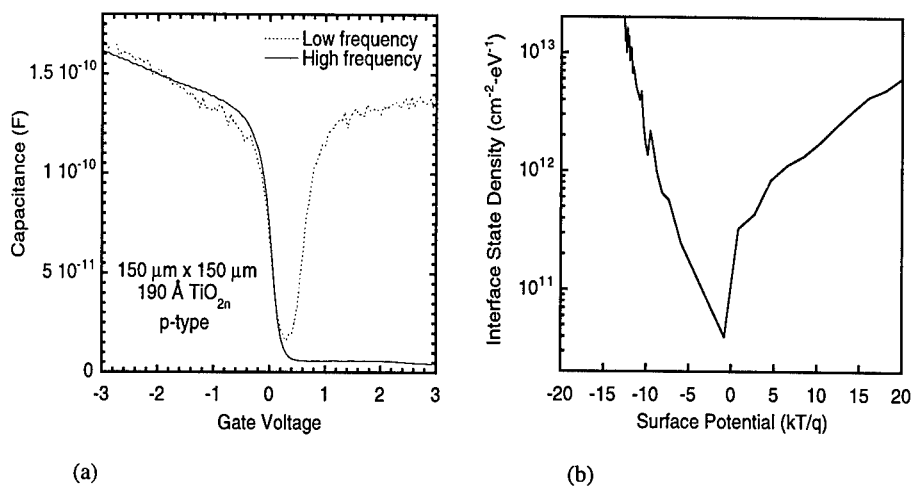 Low frequency
High frequency
1.5 10⁻¹⁰
1 10⁻¹⁰
5 10⁻¹¹
0
Capacitance (F)
150 µm x 150 µm
190 Å TiO₂ₙ
p-type
-3 -2 -1 0 1 2 3
Gate Voltage
(a)
10¹³
10¹²
10¹¹
Interface State Density (cm⁻²-eV⁻¹)
-20 -15 -10 -5 0 5 10 15 20
Surface Potential (kT/q)
(b)